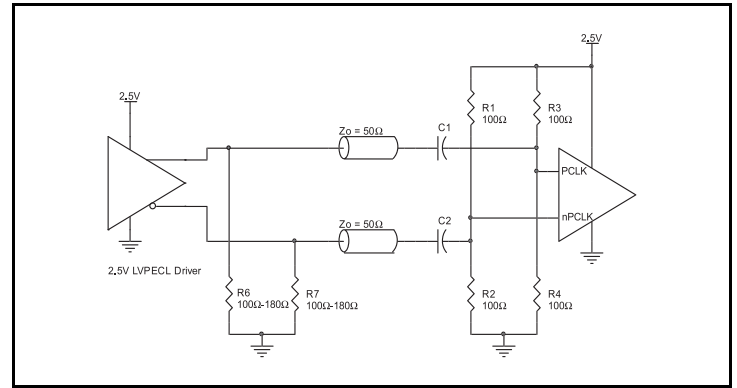 2.5V
2.5V
Zo = 50Ω
C1
R1
100Ω
R3
100Ω
PCLK
Zo = 50Ω
C2
nPCLK
2.5V LVPECL Driver
R6
100Ω-180Ω
R7
100Ω-180Ω
R2
100Ω
R4
100Ω